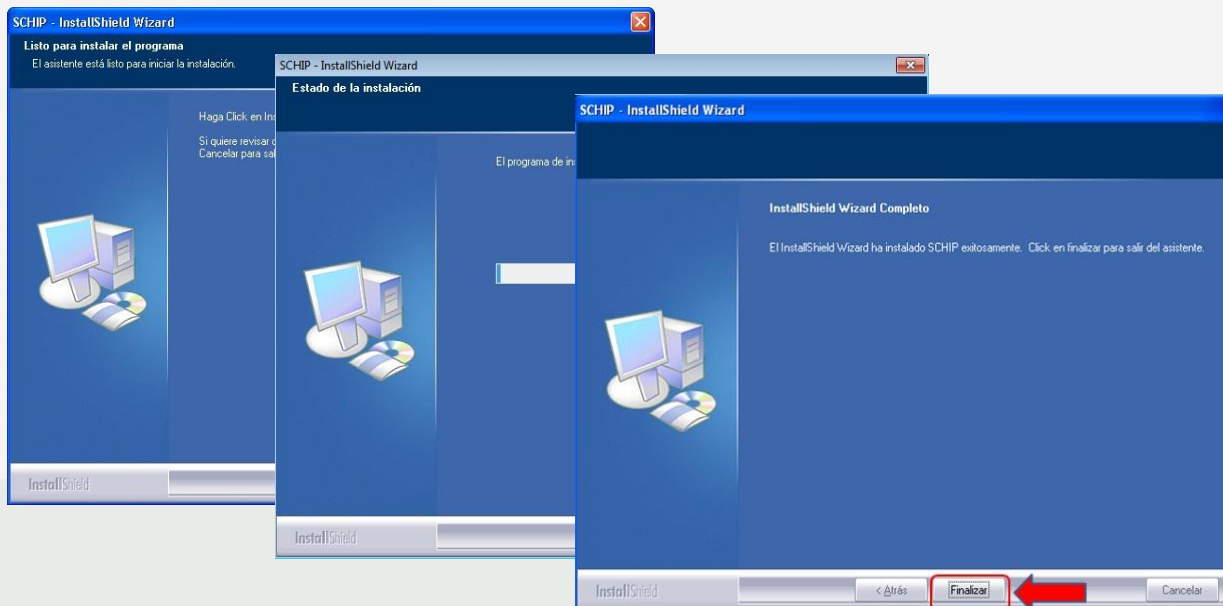 SCHIP - InstallShield Wizard
Listo para instalar el programa
El asistente está listo para iniciar la instalación.
Haga Click en
Si quiere revisar
Cancelar para
InstallShield
SCHIP - InstallShield Wizard
Estado de la instalación
El programa de
InstallShield
SCHIP - InstallShield Wizard
InstallShield Wizard Completo
El InstallShield Wizard ha instalado SCHIP exitosamente. Click en finalizar para salir del asistente.
InstallShield
< Atrás
Finalizar
Cancelar